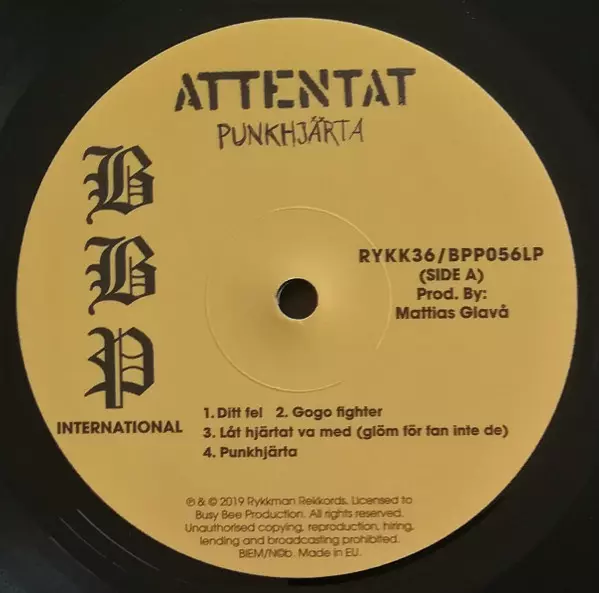 ATTENTAT
PUNKHJÄRTA
B
B
P
INTERNATIONAL
RYKK36/BPP056LP
(SIDE A)
Prod. By:
Mattias Glavå
1. Ditt fel 2. Gogo fighter
3. Låt hjärtat va med (glöm för fan inte de)
4. Punkhjärta
℗ & © 2019 Rykkman Rekkords. Licensed to
Busy Bee Production. All rights reserved.
Unauthorised copying, reproduction, hiring,
lending and broadcasting prohibited.
BIEM/N©b. Made in EU.